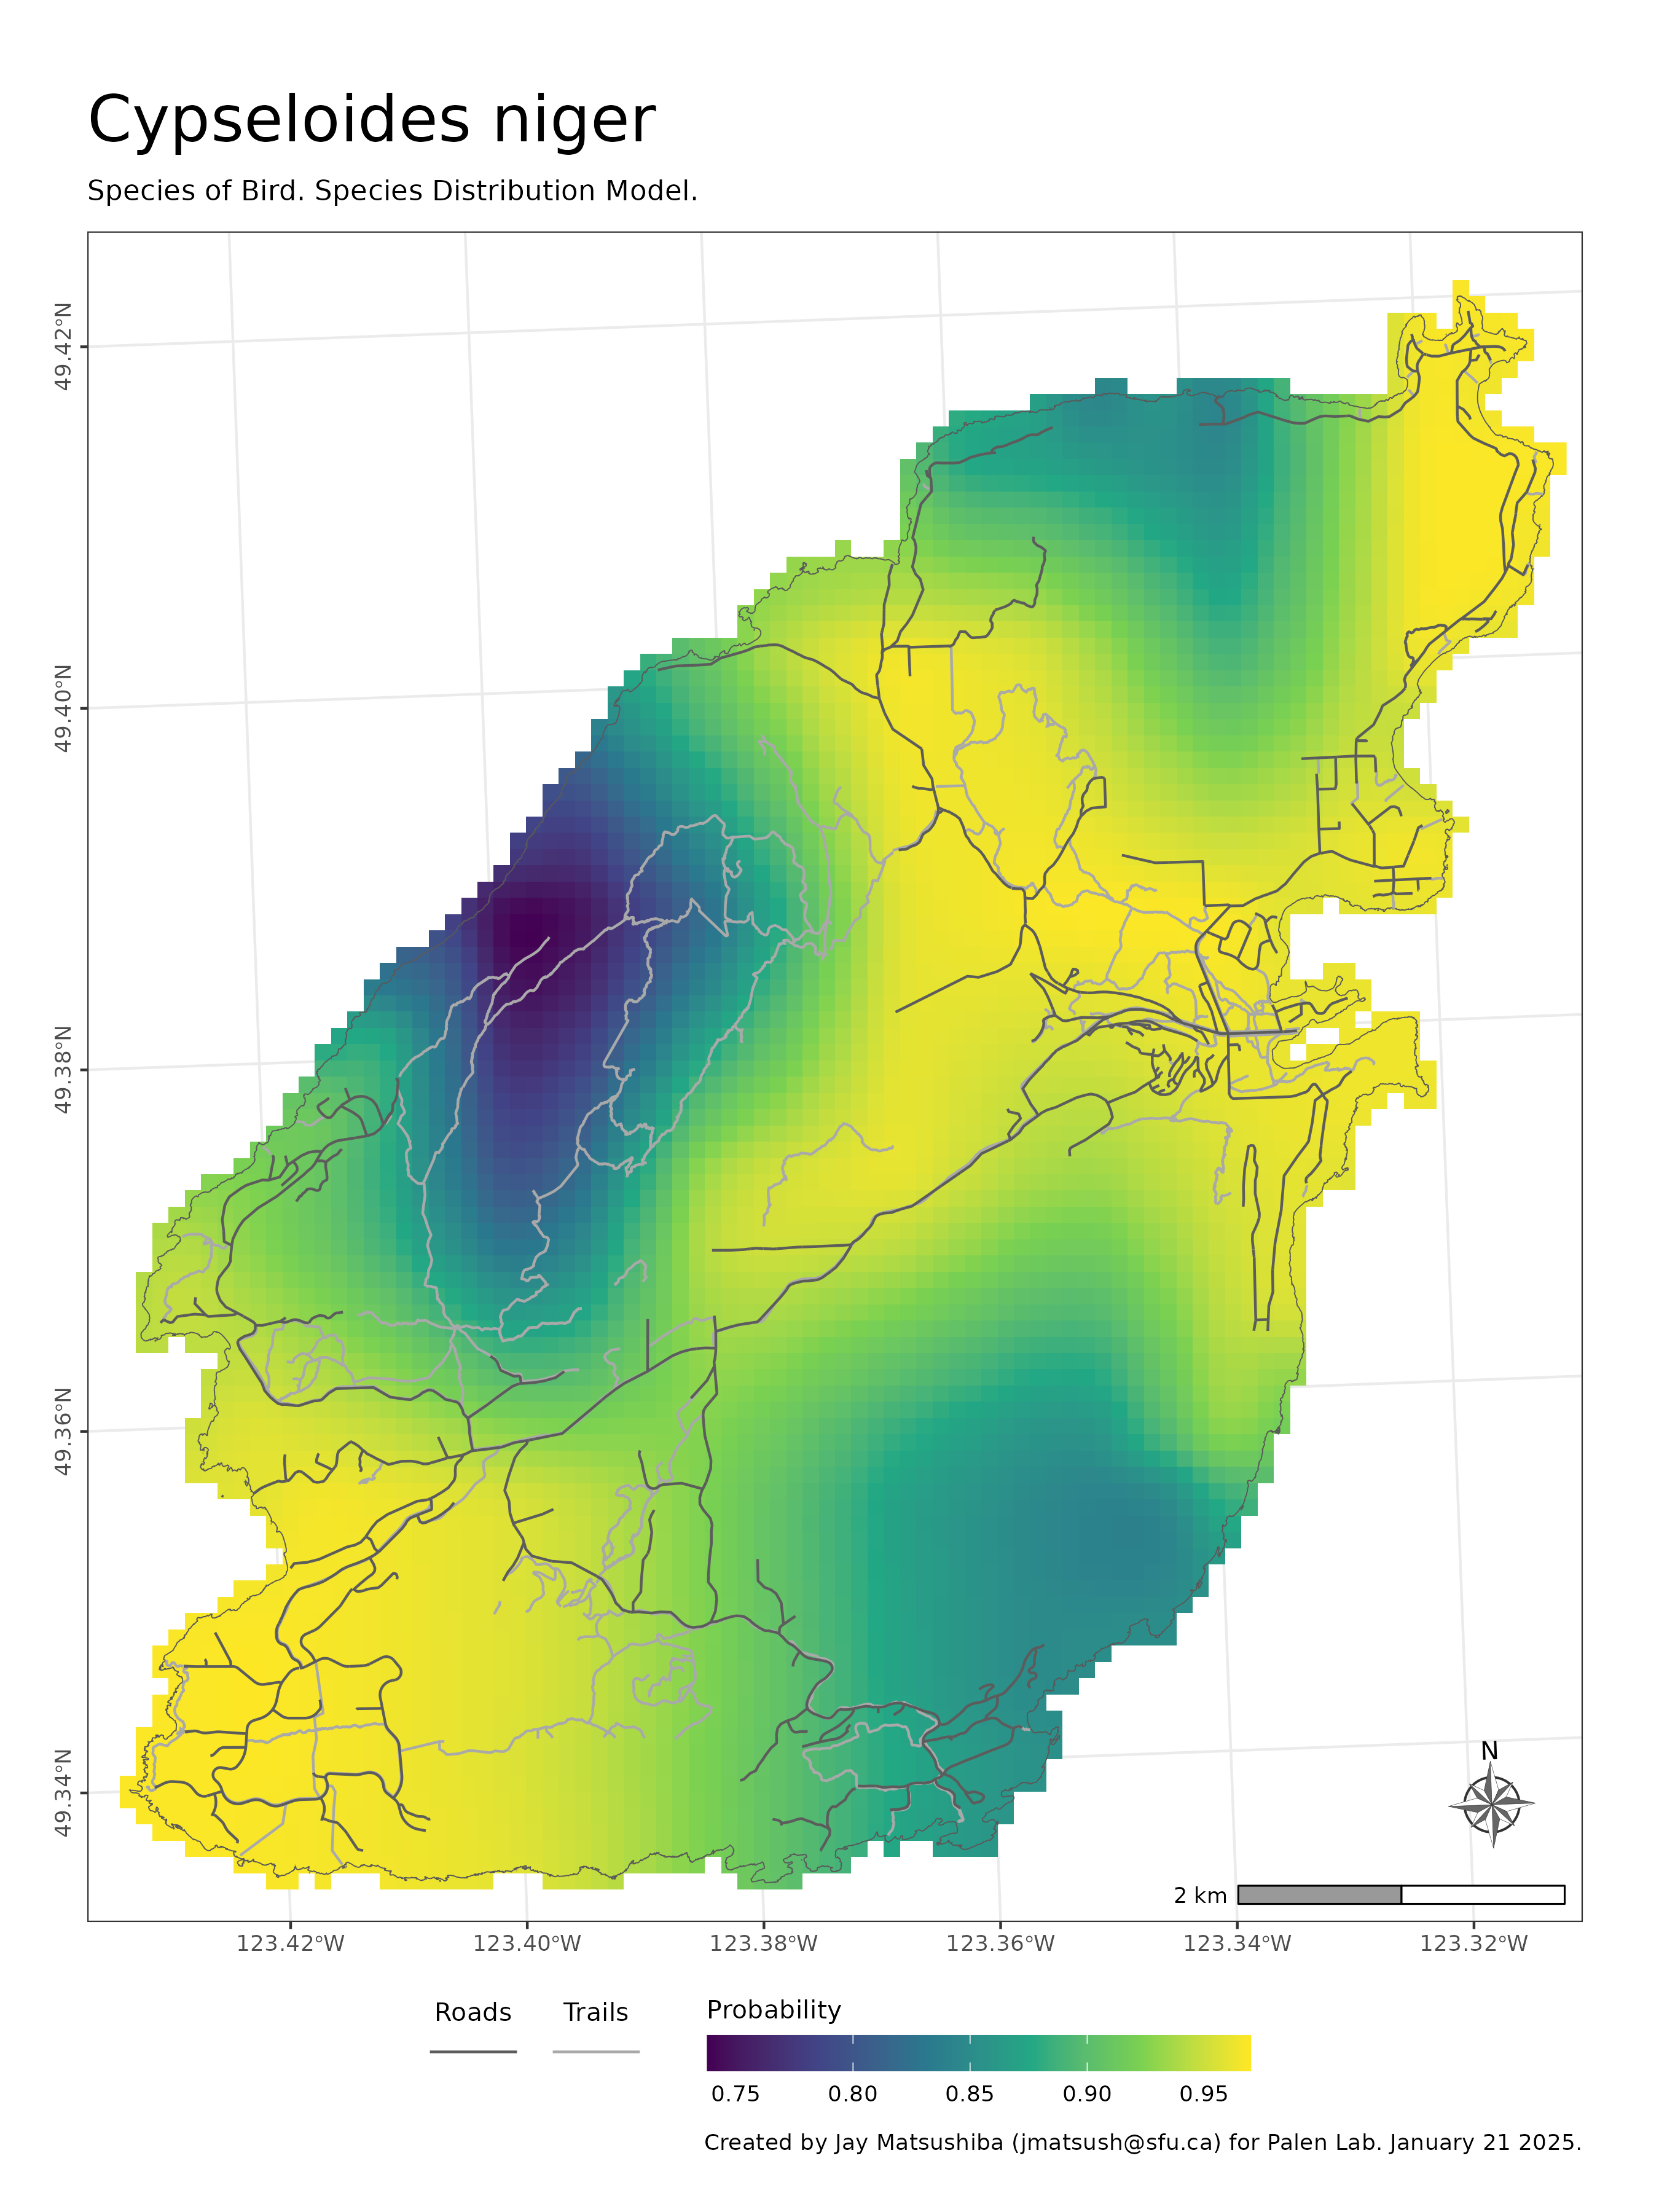 Cypseloides niger
Species of Bird. Species Distribution Model.
49.42°N
49.40°N
49.38°N
49.36°N
49.34°N
N
2 km
123.42°W 123.40°W 123.38°W 123.36°W 123.34°W 123.32°W
Roads Trails Probability
0.75 0.80 0.85 0.90 0.95
Created by Jay Matsushiba (jmatsush@sfu.ca) for Palen Lab. January 21 2025.